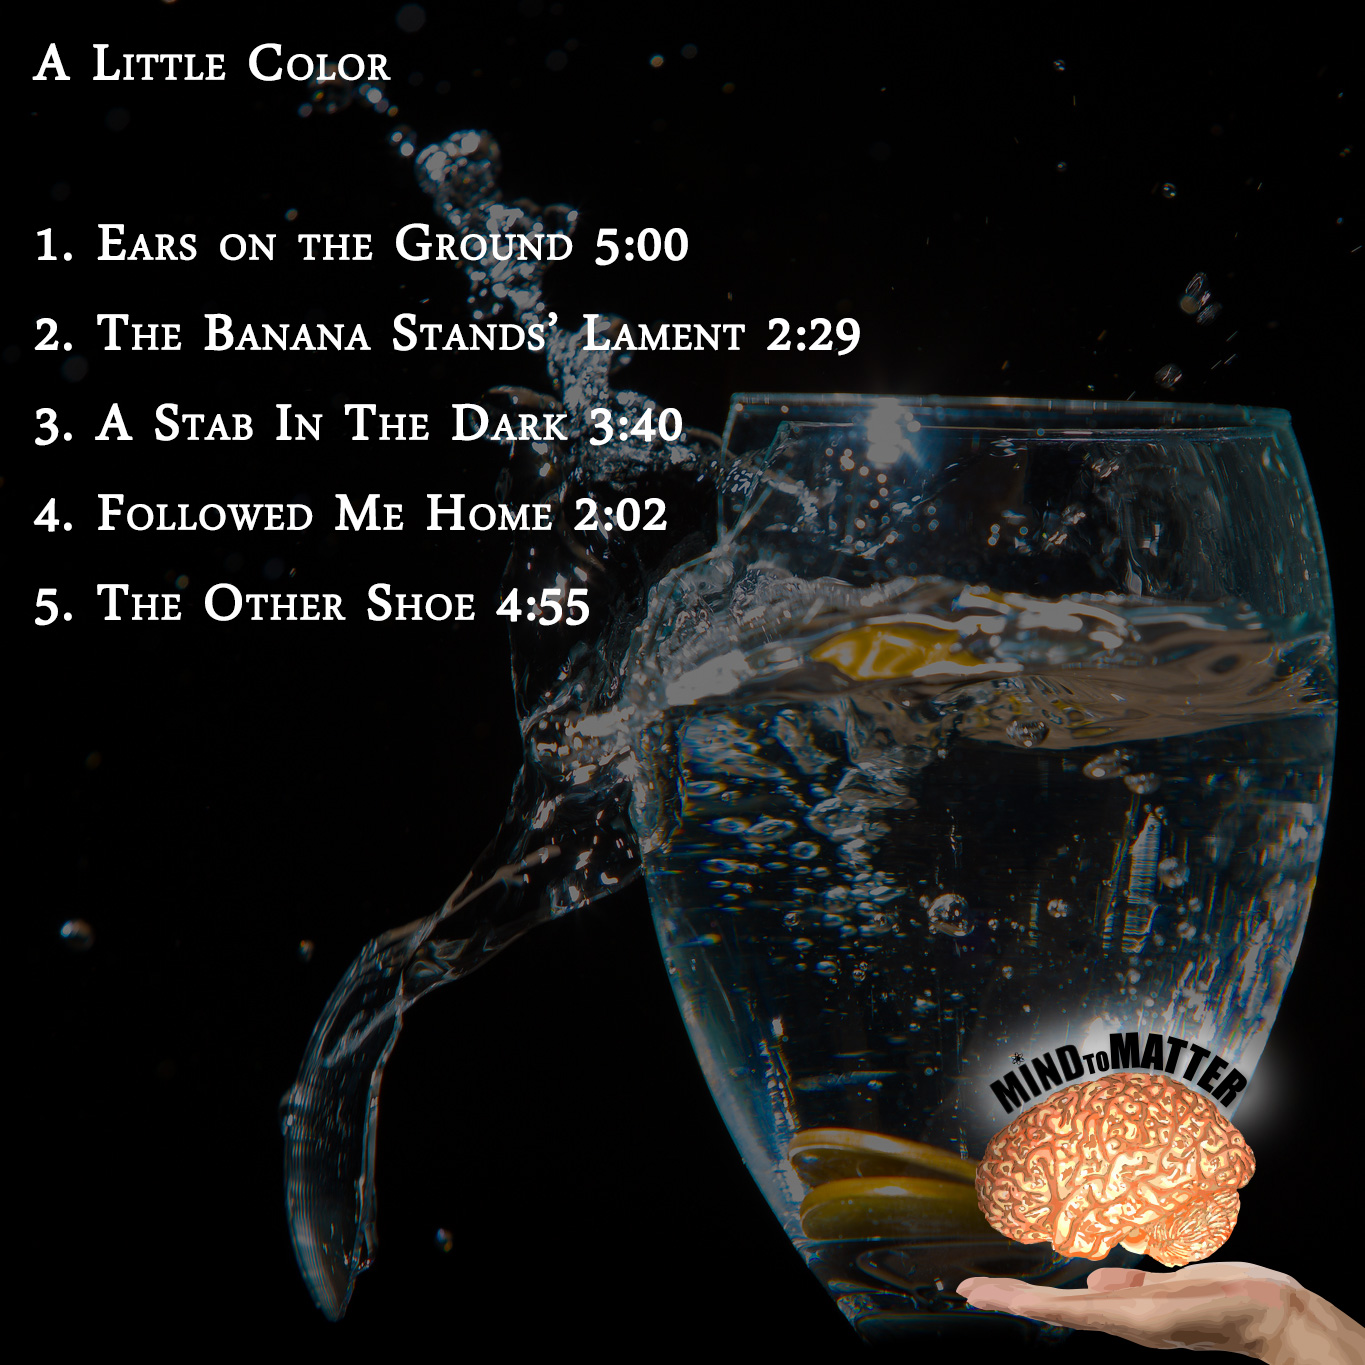 A Little Color
1. Ears on the Ground 5:00
2. The Banana Stands’ Lament 2:29
3. A Stab In The Dark 3:40
4. Followed Me Home 2:02
5. The Other Shoe 4:55
MINDTOMATTER